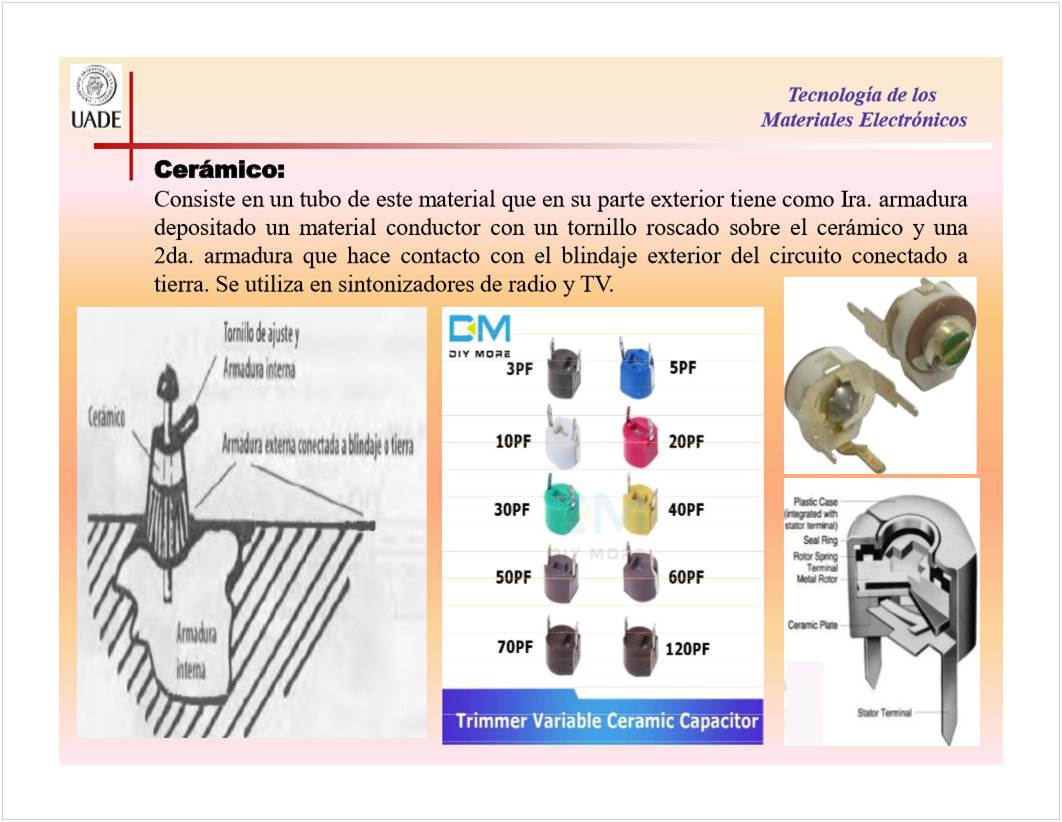 UADE
Tecnología de los
Materiales Electrónicos
Cerámico:
Consiste en un tubo de este material que en su parte exterior tiene como Ira. armadura
depositado un material conductor con un tornillo roscado sobre el cerámico y una
2da. armadura que hace contacto con el blindaje exterior del circuito conectado a
tierra. Se utiliza en sintonizadores de radio y TV.
Tornillo de ajuste y
Armadura interna
Cerámico
Armadura externa conectada a blindaje o tierra
Armadura
interna
DM
DIY MORE
3PF
5PF
10PF
20PF
30PF
40PF
DIY MORE
50PF
60PF
70PF
120PF
Trimmer Variable Ceramic Capacitor
Plastic Case
(integrated with
stator terminal)
Seal Ring
Rotor Spring
Terminal
Metal Rotor
Ceramic Plate
Stator Terminal